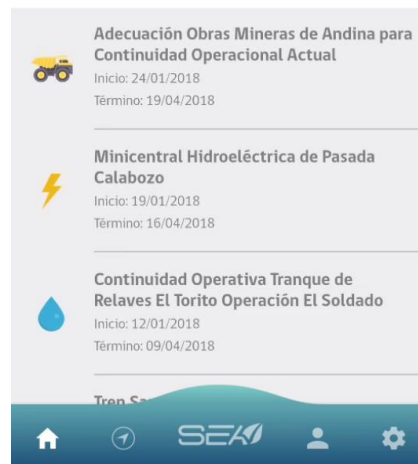 Adecuación Obras Mineras de Andina para
Continuidad Operacional Actual
Inicio: 24/01/2018
Término: 19/04/2018
Minicentral Hidroeléctrica de Pasada
Calabozo
Inicio: 19/01/2018
Término: 16/04/2018
Continuidad Operativa Tranque de
Relaves El Torito Operación El Soldado
Inicio: 12/01/2018
Término: 09/04/2018
Tren
SEA